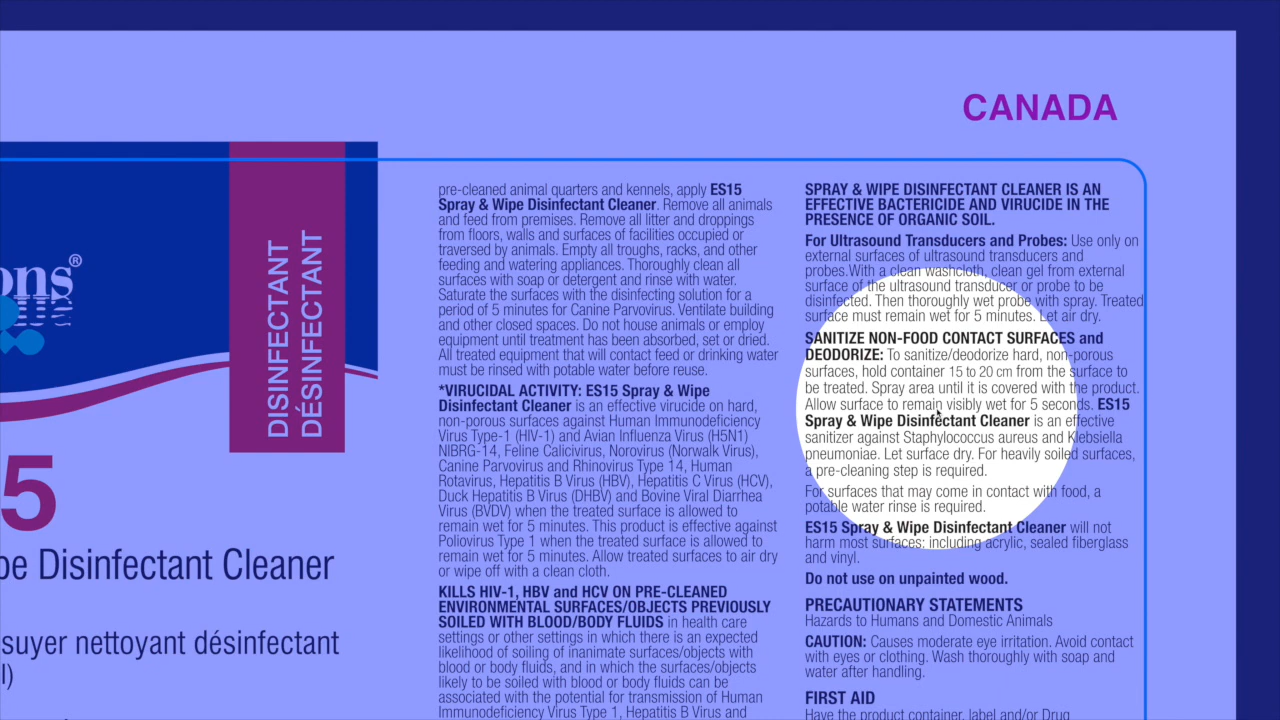 CANADA
ons®
DISINFECTANT
DÉSINFECTANT
5
pe Disinfectant Cleaner
suyer nettoyant désinfectant
l)
pre-cleaned animal quarters and kennels, apply ES15
Spray & Wipe Disinfectant Cleaner. Remove all animals
and feed from premises. Remove all litter and droppings
from floors, walls and surfaces of facilities occupied or
traversed by animals. Empty all troughs, racks, and other
feeding and watering appliances. Thoroughly clean all
surfaces with soap or detergent and rinse with water.
Saturate the surfaces with the disinfecting solution for a
period of 5 minutes for Canine Parvovirus. Ventilate building
and other closed spaces. Do not house animals or employ
equipment until treatment has been absorbed, set or dried.
All treated equipment that will contact feed or drinking water
must be rinsed with potable water before reuse.
*VIRUCIDAL ACTIVITY: ES15 Spray & Wipe
Disinfectant Cleaner is an effective virucide on hard,
non-porous surfaces against Human Immunodeficiency
Virus Type-1 (HIV-1) and Avian Influenza Virus (H5N1)
NIBRG-14, Feline Calicivirus, Norovirus (Norwalk Virus),
Canine Parvovirus and Rhinovirus Type 14, Human
Rotavirus, Hepatitis B Virus (HBV), Hepatitis C Virus (HCV),
Duck Hepatitis B Virus (DHBV) and Bovine Viral Diarrhea
Virus (BVDV) when the treated surface is allowed to
remain wet for 5 minutes. This product is effective against
Poliovirus Type 1 when the treated surface is allowed to
remain wet for 5 minutes. Allow treated surfaces to air dry
or wipe off with a clean cloth.
KILLS HIV-1, HBV and HCV ON PRE-CLEANED
ENVIRONMENTAL SURFACES/OBJECTS PREVIOUSLY
SOILED WITH BLOOD/BODY FLUIDS in health care
settings or other settings in which there is an expected
likelihood of soiling of inanimate surfaces/objects with
blood or body fluids, and in which the surfaces/objects
likely to be soiled with blood or body fluids can be
associated with the potential for transmission of Human
Immunodeficiency Virus Type 1, Hepatitis B Virus and
SPRAY & WIPE DISINFECTANT CLEANER IS AN
EFFECTIVE BACTERICIDE AND VIRUCIDE IN THE
PRESENCE OF ORGANIC SOIL.
For Ultrasound Transducers and Probes: Use only on
external surfaces of ultrasound transducers and
probes.With a clean washcloth, clean gel from external
surface of the ultrasound transducer or probe to be
disinfected. Then thoroughly wet probe with spray. Treated
surface must remain wet for 5 minutes. Let air dry.
SANITIZE NON-FOOD CONTACT SURFACES and
DEODORIZE: To sanitize/deodorize hard, non-porous
surfaces, hold container 15 to 20 cm from the surface to
be treated. Spray area until it is covered with the product.
Allow surface to remain visibly wet for 5 seconds. ES15
Spray & Wipe Disinfectant Cleaner is an effective
sanitizer against Staphylococcus aureus and Klebsiella
pneumoniae. Let surface dry. For heavily soiled surfaces,
a pre-cleaning step is required.
For surfaces that may come in contact with food, a
potable water rinse is required.
ES15 Spray & Wipe Disinfectant Cleaner will not
harm most surfaces: including acrylic, sealed fiberglass
and vinyl.
Do not use on unpainted wood.
PRECAUTIONARY STATEMENTS
Hazards to Humans and Domestic Animals
CAUTION: Causes moderate eye irritation. Avoid contact
with eyes or clothing. Wash thoroughly with soap and
water after handling.
FIRST AID
Have the product container, label and/or Drug